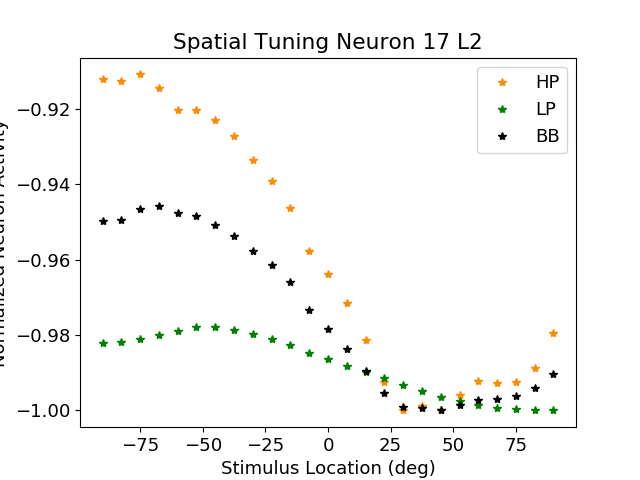 Spatial Tuning Neuron 17 L2
HP
LP
BB
Normalized Neuron Activity
−0.92
−0.94
−0.96
−0.98
−1.00
−75
−50
−25
0
25
50
75
Stimulus Location (deg)